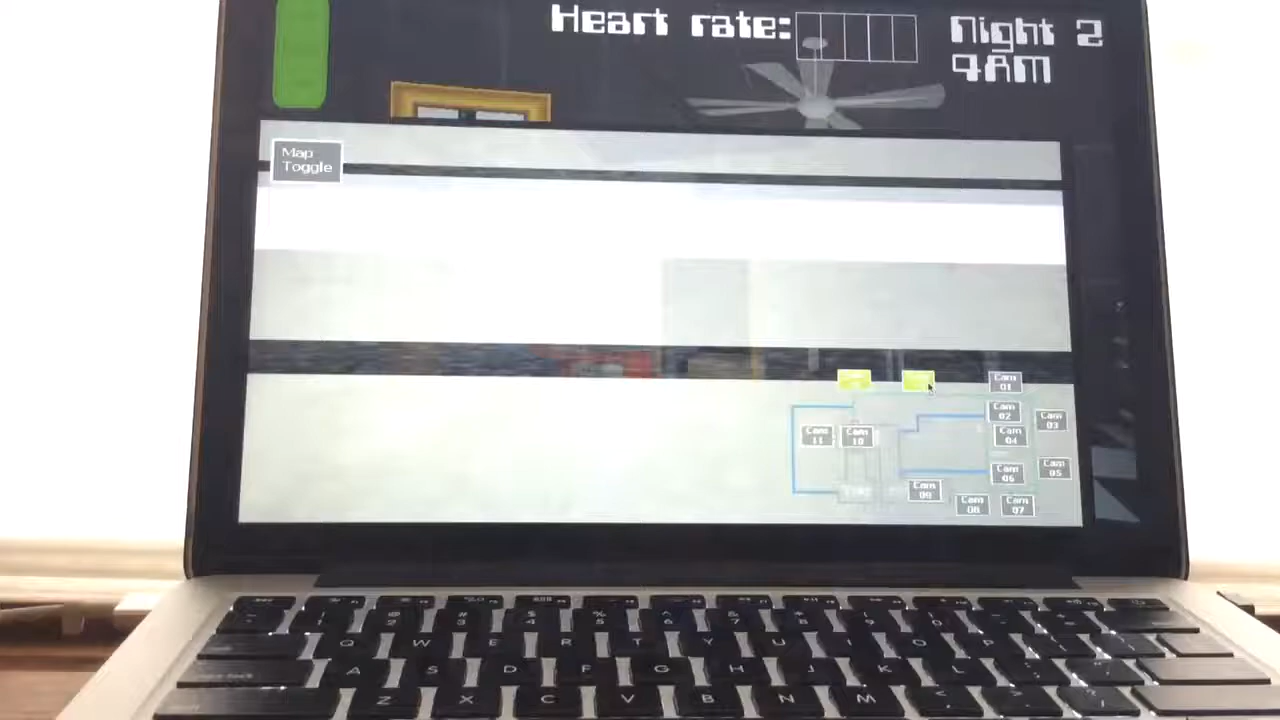 Heart rate:
Night 2
4AM
Map
Toggle
Cam
01
Cam
02
Cam
03
Cam
04
Cam
11
Cam
10
Cam
05
Cam
06
Cam
09
Cam
08
Cam
07
Q W E R T Y U I O P
A S D F G H J K L
Z X C V B N M